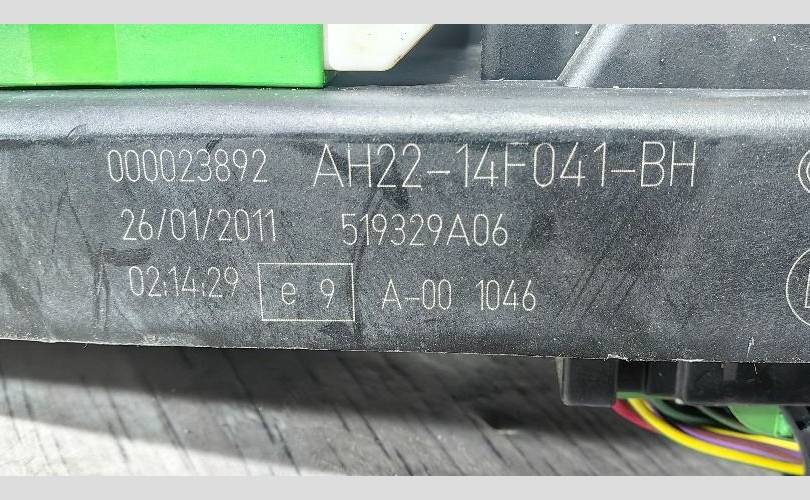 000023892 AH22-14F041-BH
26/01/2011 519329A06
02:14:29 e 9 A-00 1046